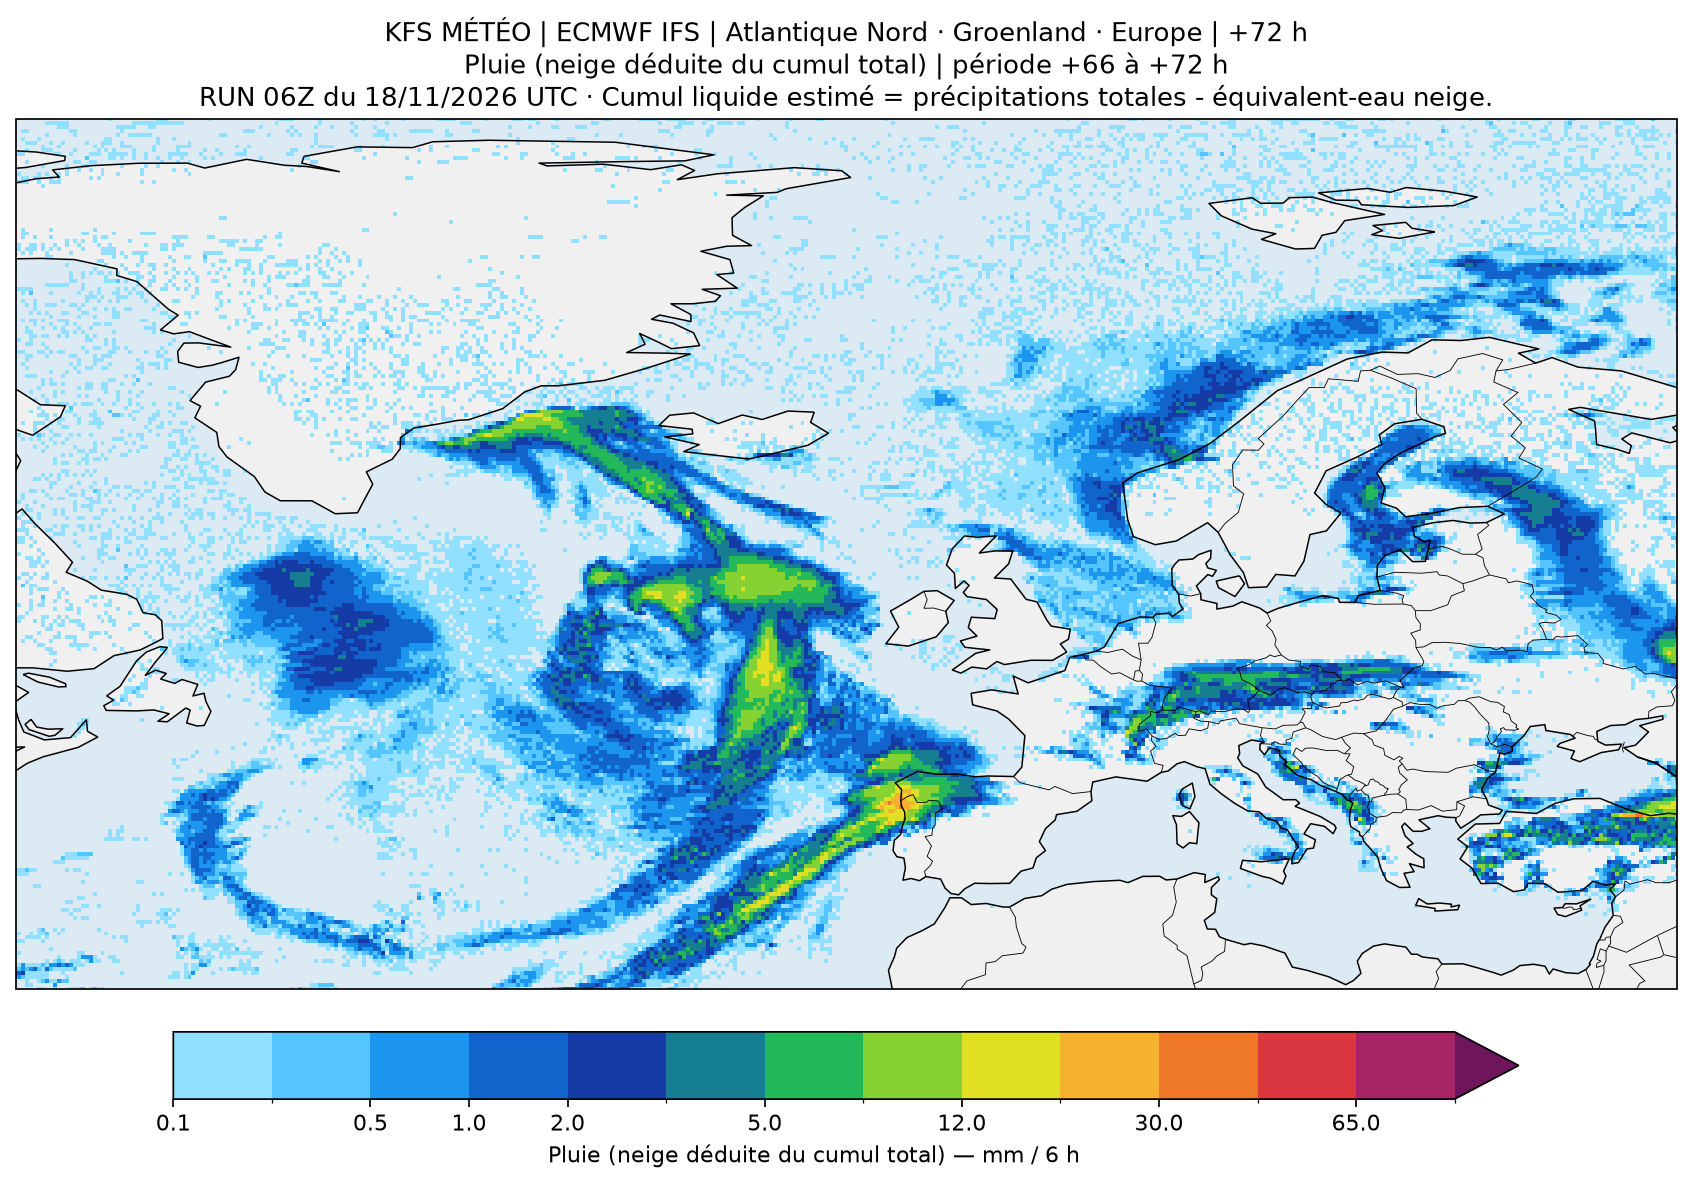 KFS MÉTÉO | ECMWF IFS | Atlantique Nord · Groenland · Europe | +72 h
Pluie (neige déduite du cumul total) | période +66 à +72 h
RUN 06Z du 18/11/2026 UTC · Cumul liquide estimé = précipitations totales - équivalent-eau neige.
0.1 0.5 1.0 2.0 5.0 12.0 30.0 65.0
Pluie (neige déduite du cumul total) — mm / 6 h